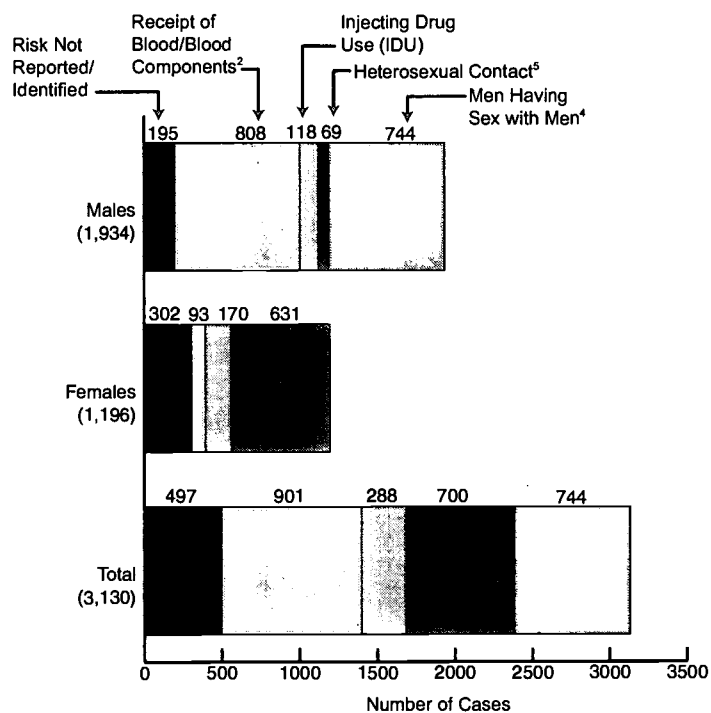 Risk Not
Reported/
Identified
Receipt of
Blood/Blood
Components²
Injecting Drug
Use (IDU)
Heterosexual Contact⁵
Men Having
Sex with Men⁴
195 808 118 69 744
Males
(1,934)
302 93 170 631
Females
(1,196)
497 901 288 700 744
Total
(3,130)
0 500 1000 1500 2000 2500 3000 3500
Number of Cases